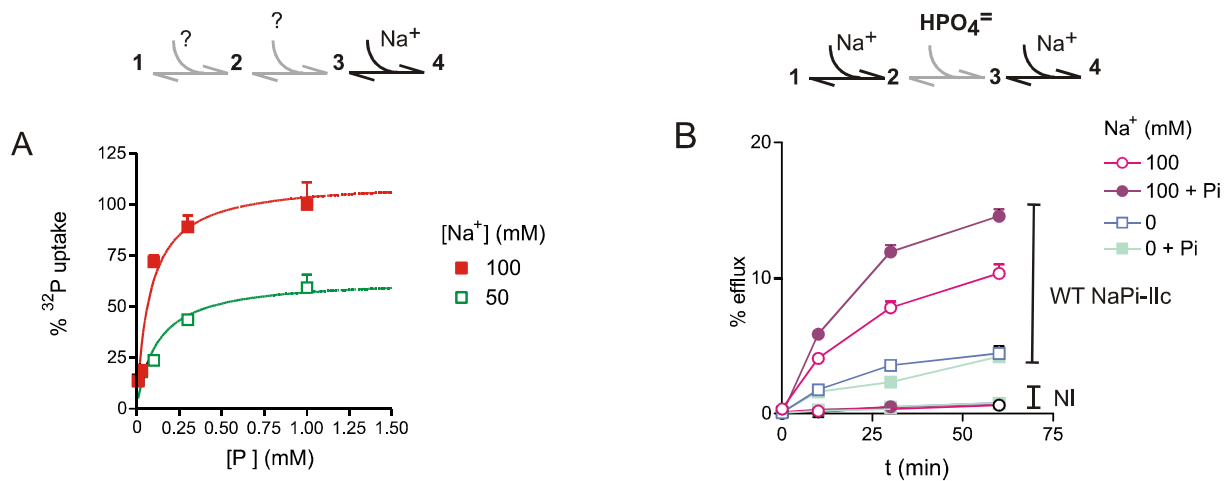 ? ? Na+
1 2 3 4
HPO4=
Na+ Na+
1 2 3 4
A
125
100
75
50
25
0
% 32P uptake
0 0.25 0.50 0.75 1.00 1.25 1.50
[P ] (mM)
[Na+] (mM)
100
50
B
20
10
0
% efflux
0 25 50 75
t (min)
Na+ (mM)
100
100 + Pi
0
0 + Pi
WT NaPi-IIc
NI